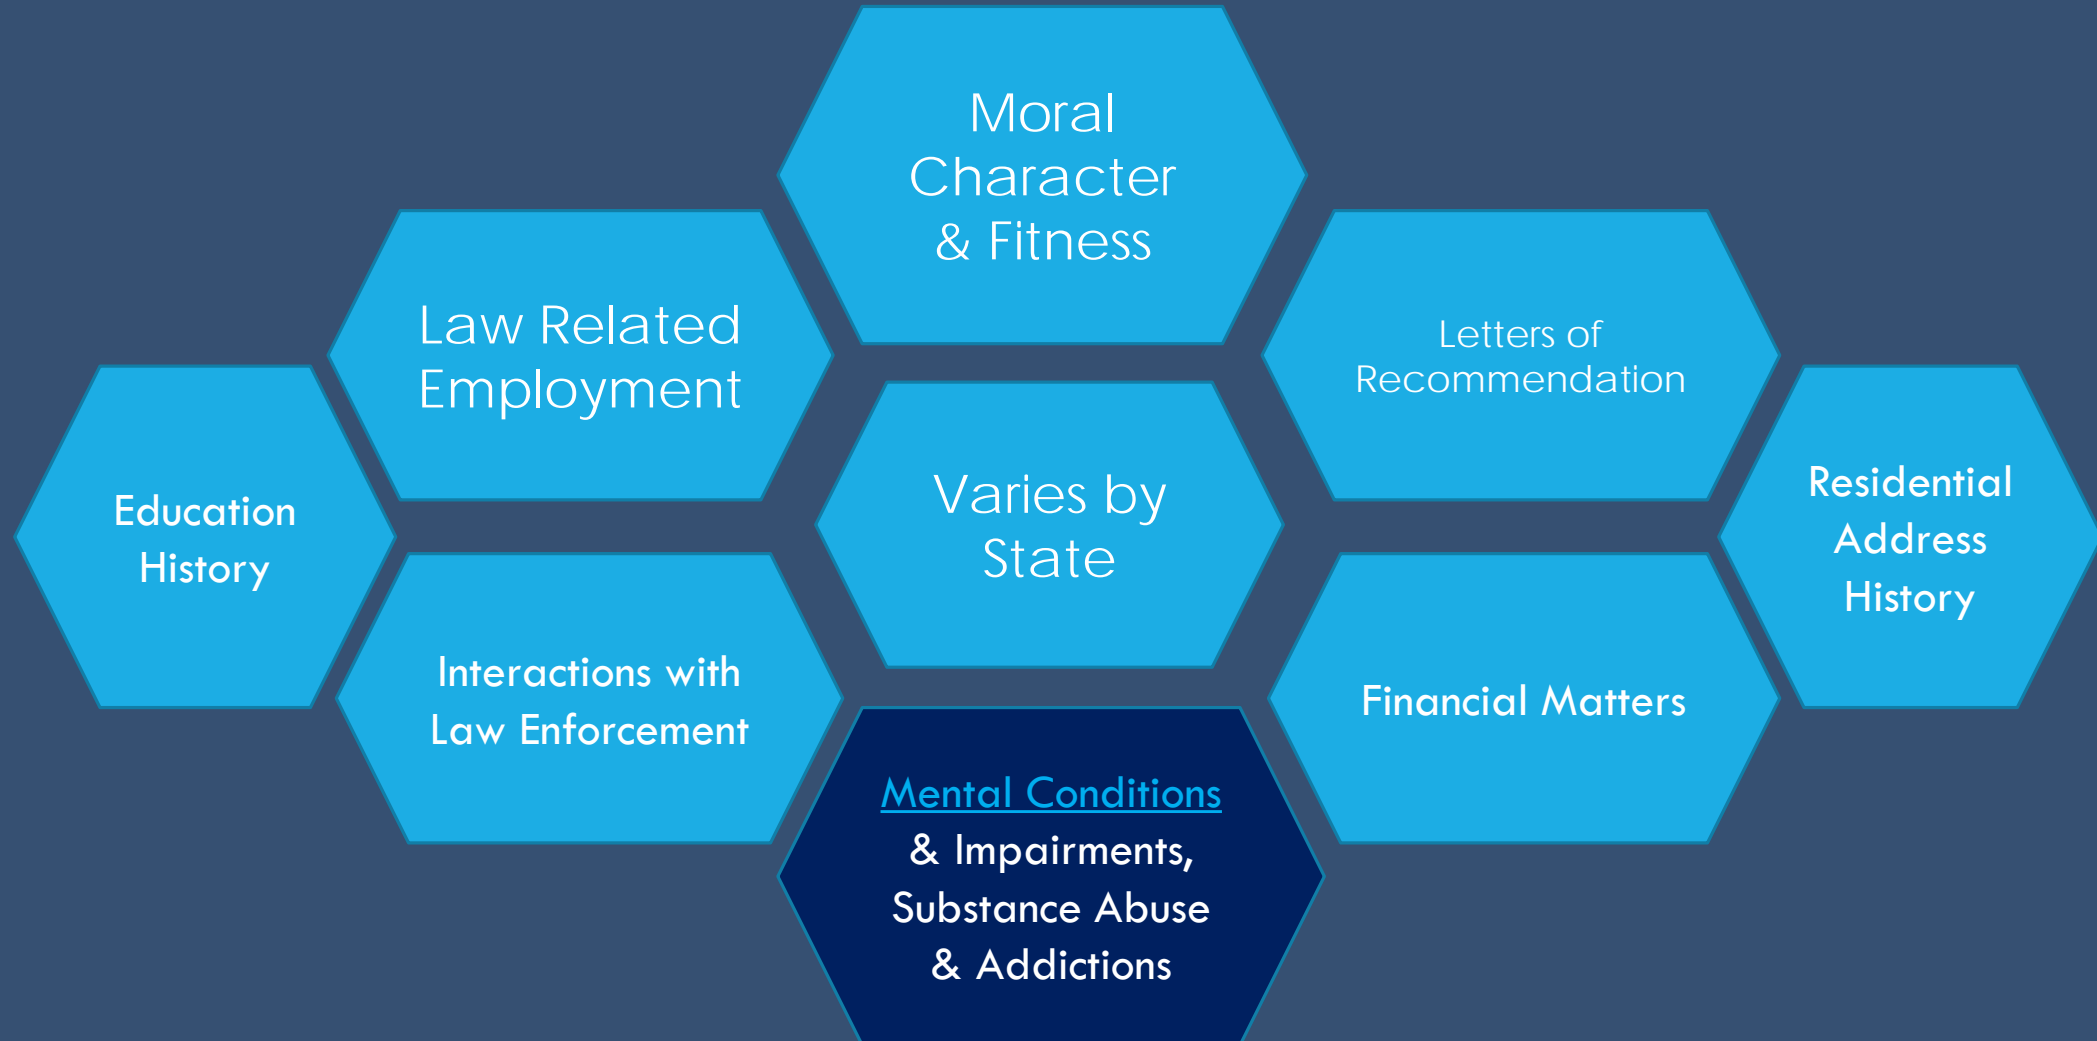 Moral
Character
& Fitness
Law Related
Employment
Letters of
Recommendation
Education
History
Varies by
State
Residential
Address
History
Interactions with
Law Enforcement
Financial Matters
Mental Conditions
& Impairments,
Substance Abuse
& Addictions